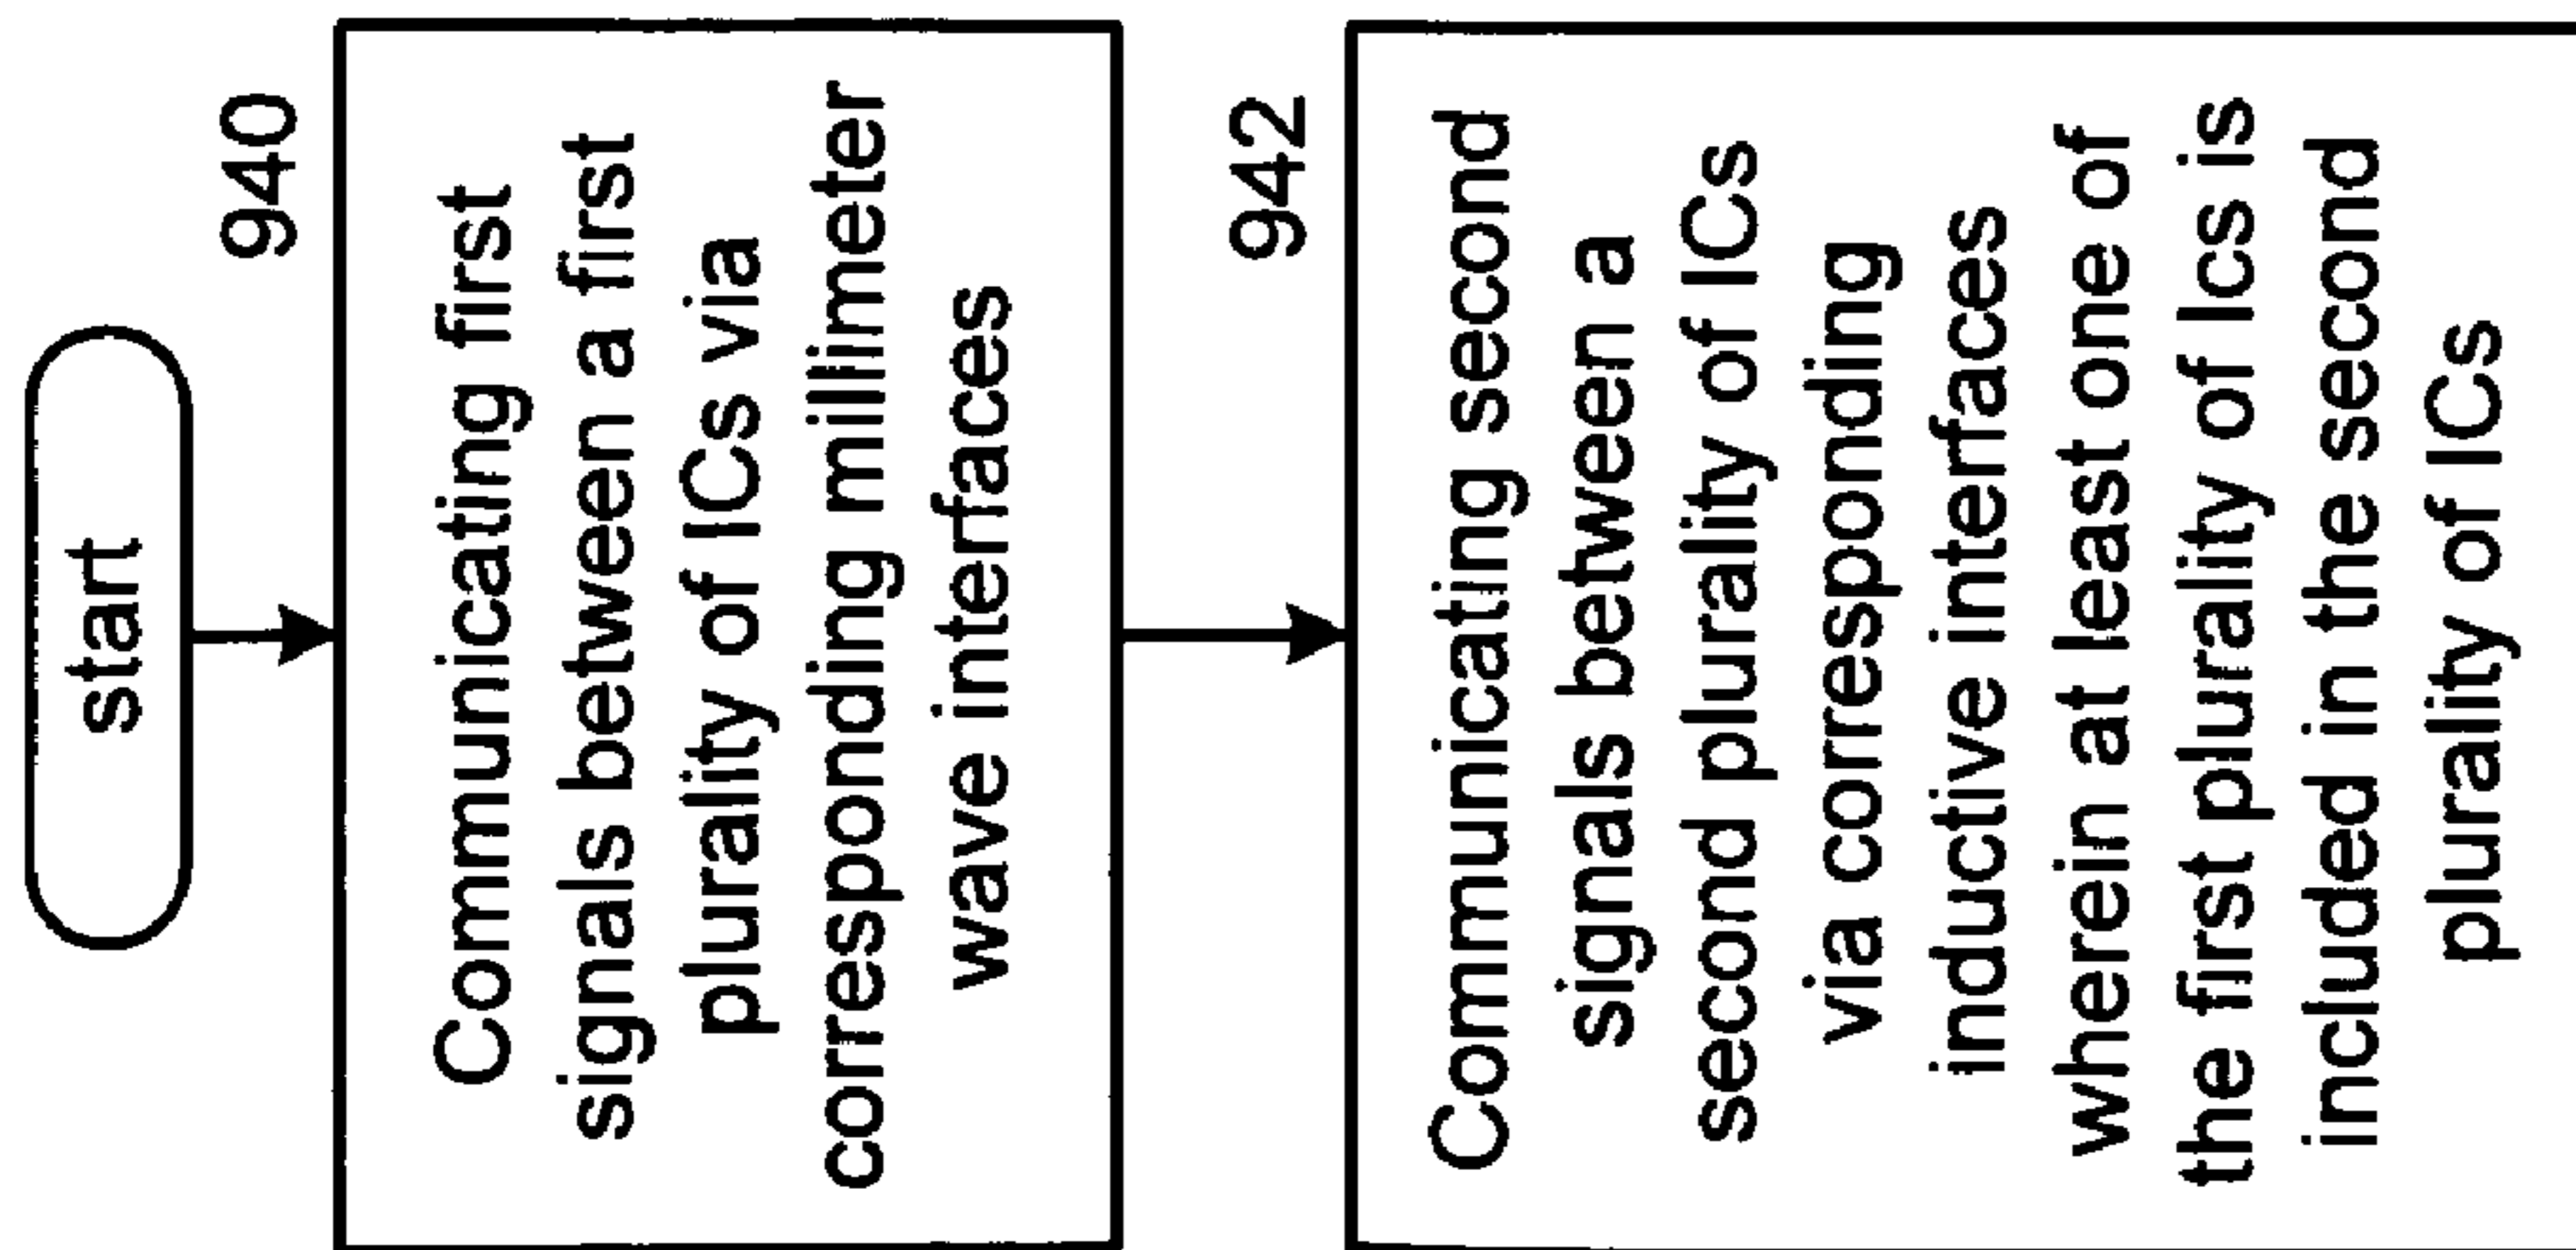 start
940
Communicating first
signals between a first
plurality of ICs via
corresponding millimeter
wave interfaces
942
Communicating second
signals between a
second plurality of ICs
via corresponding
inductive interfaces
wherein at least one of
the first plurality of Ics is
included in the second
plurality of ICs